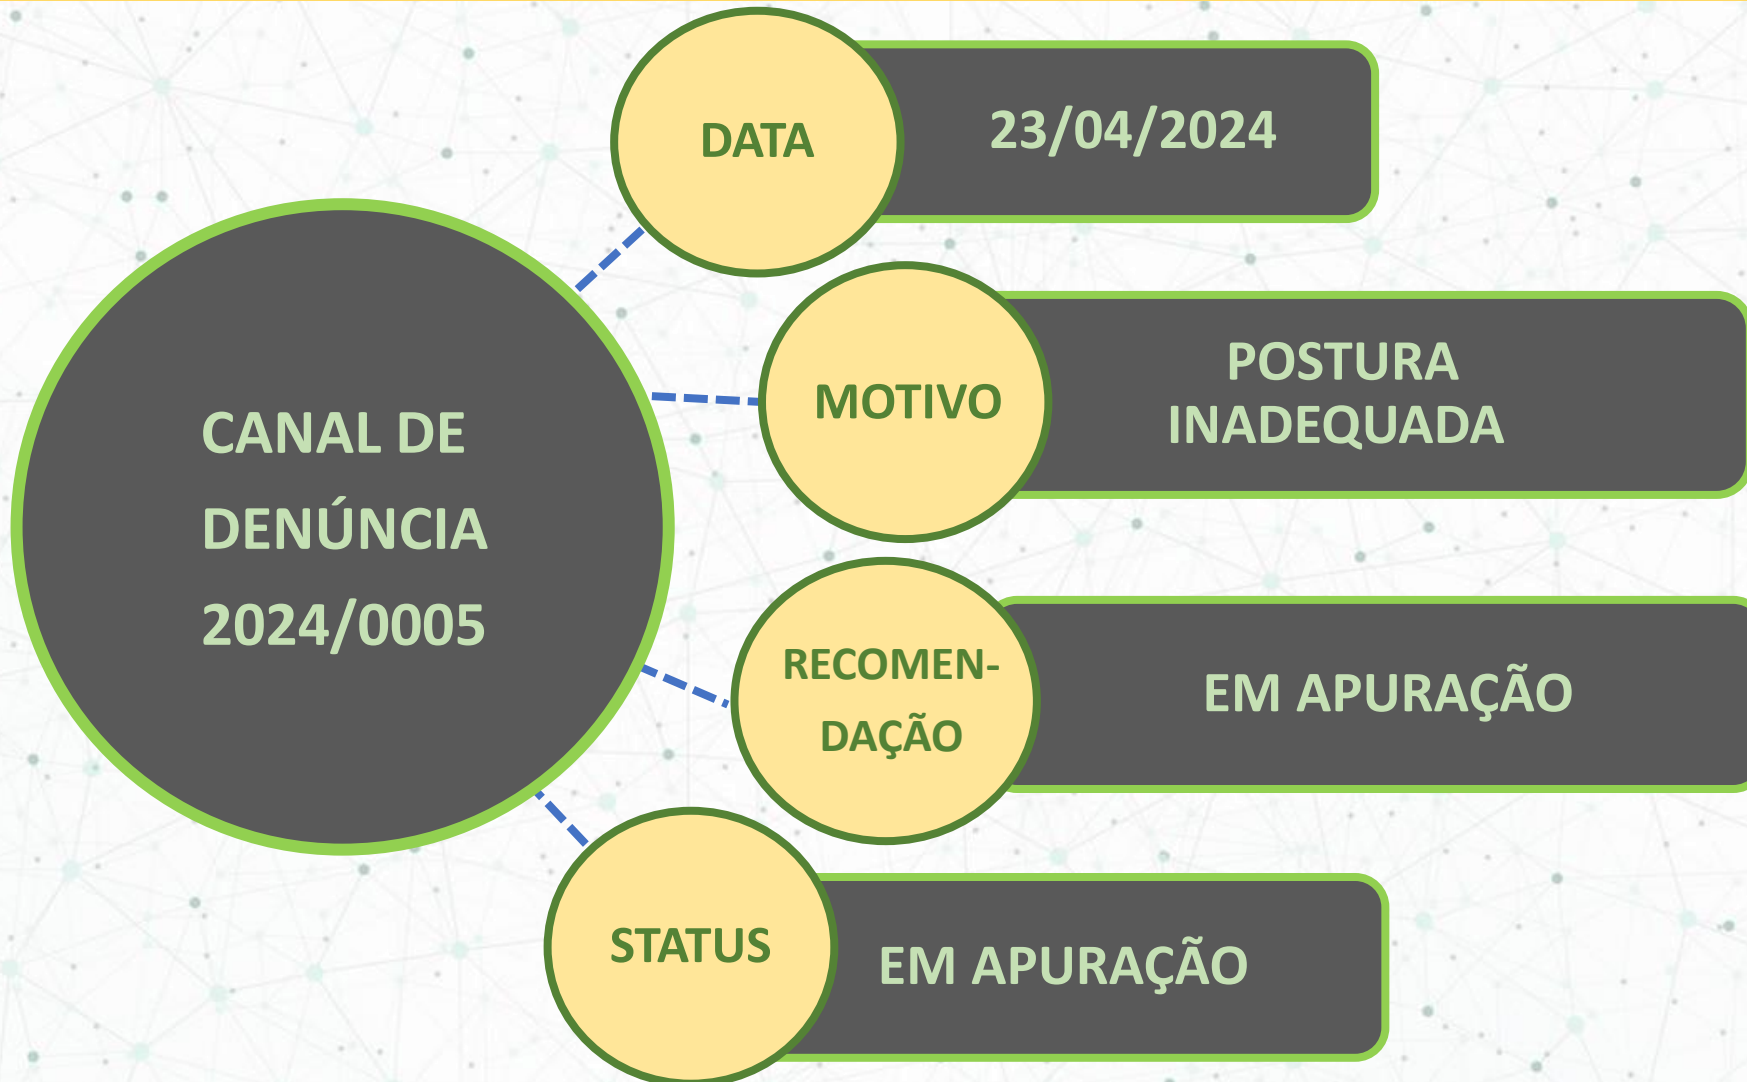 CANAL DE
DENÚNCIA
2024/0005
DATA
23/04/2024
MOTIVO
POSTURA
INADEQUADA
RECOMEN-
DAÇÃO
EM APURAÇÃO
STATUS
EM APURAÇÃO